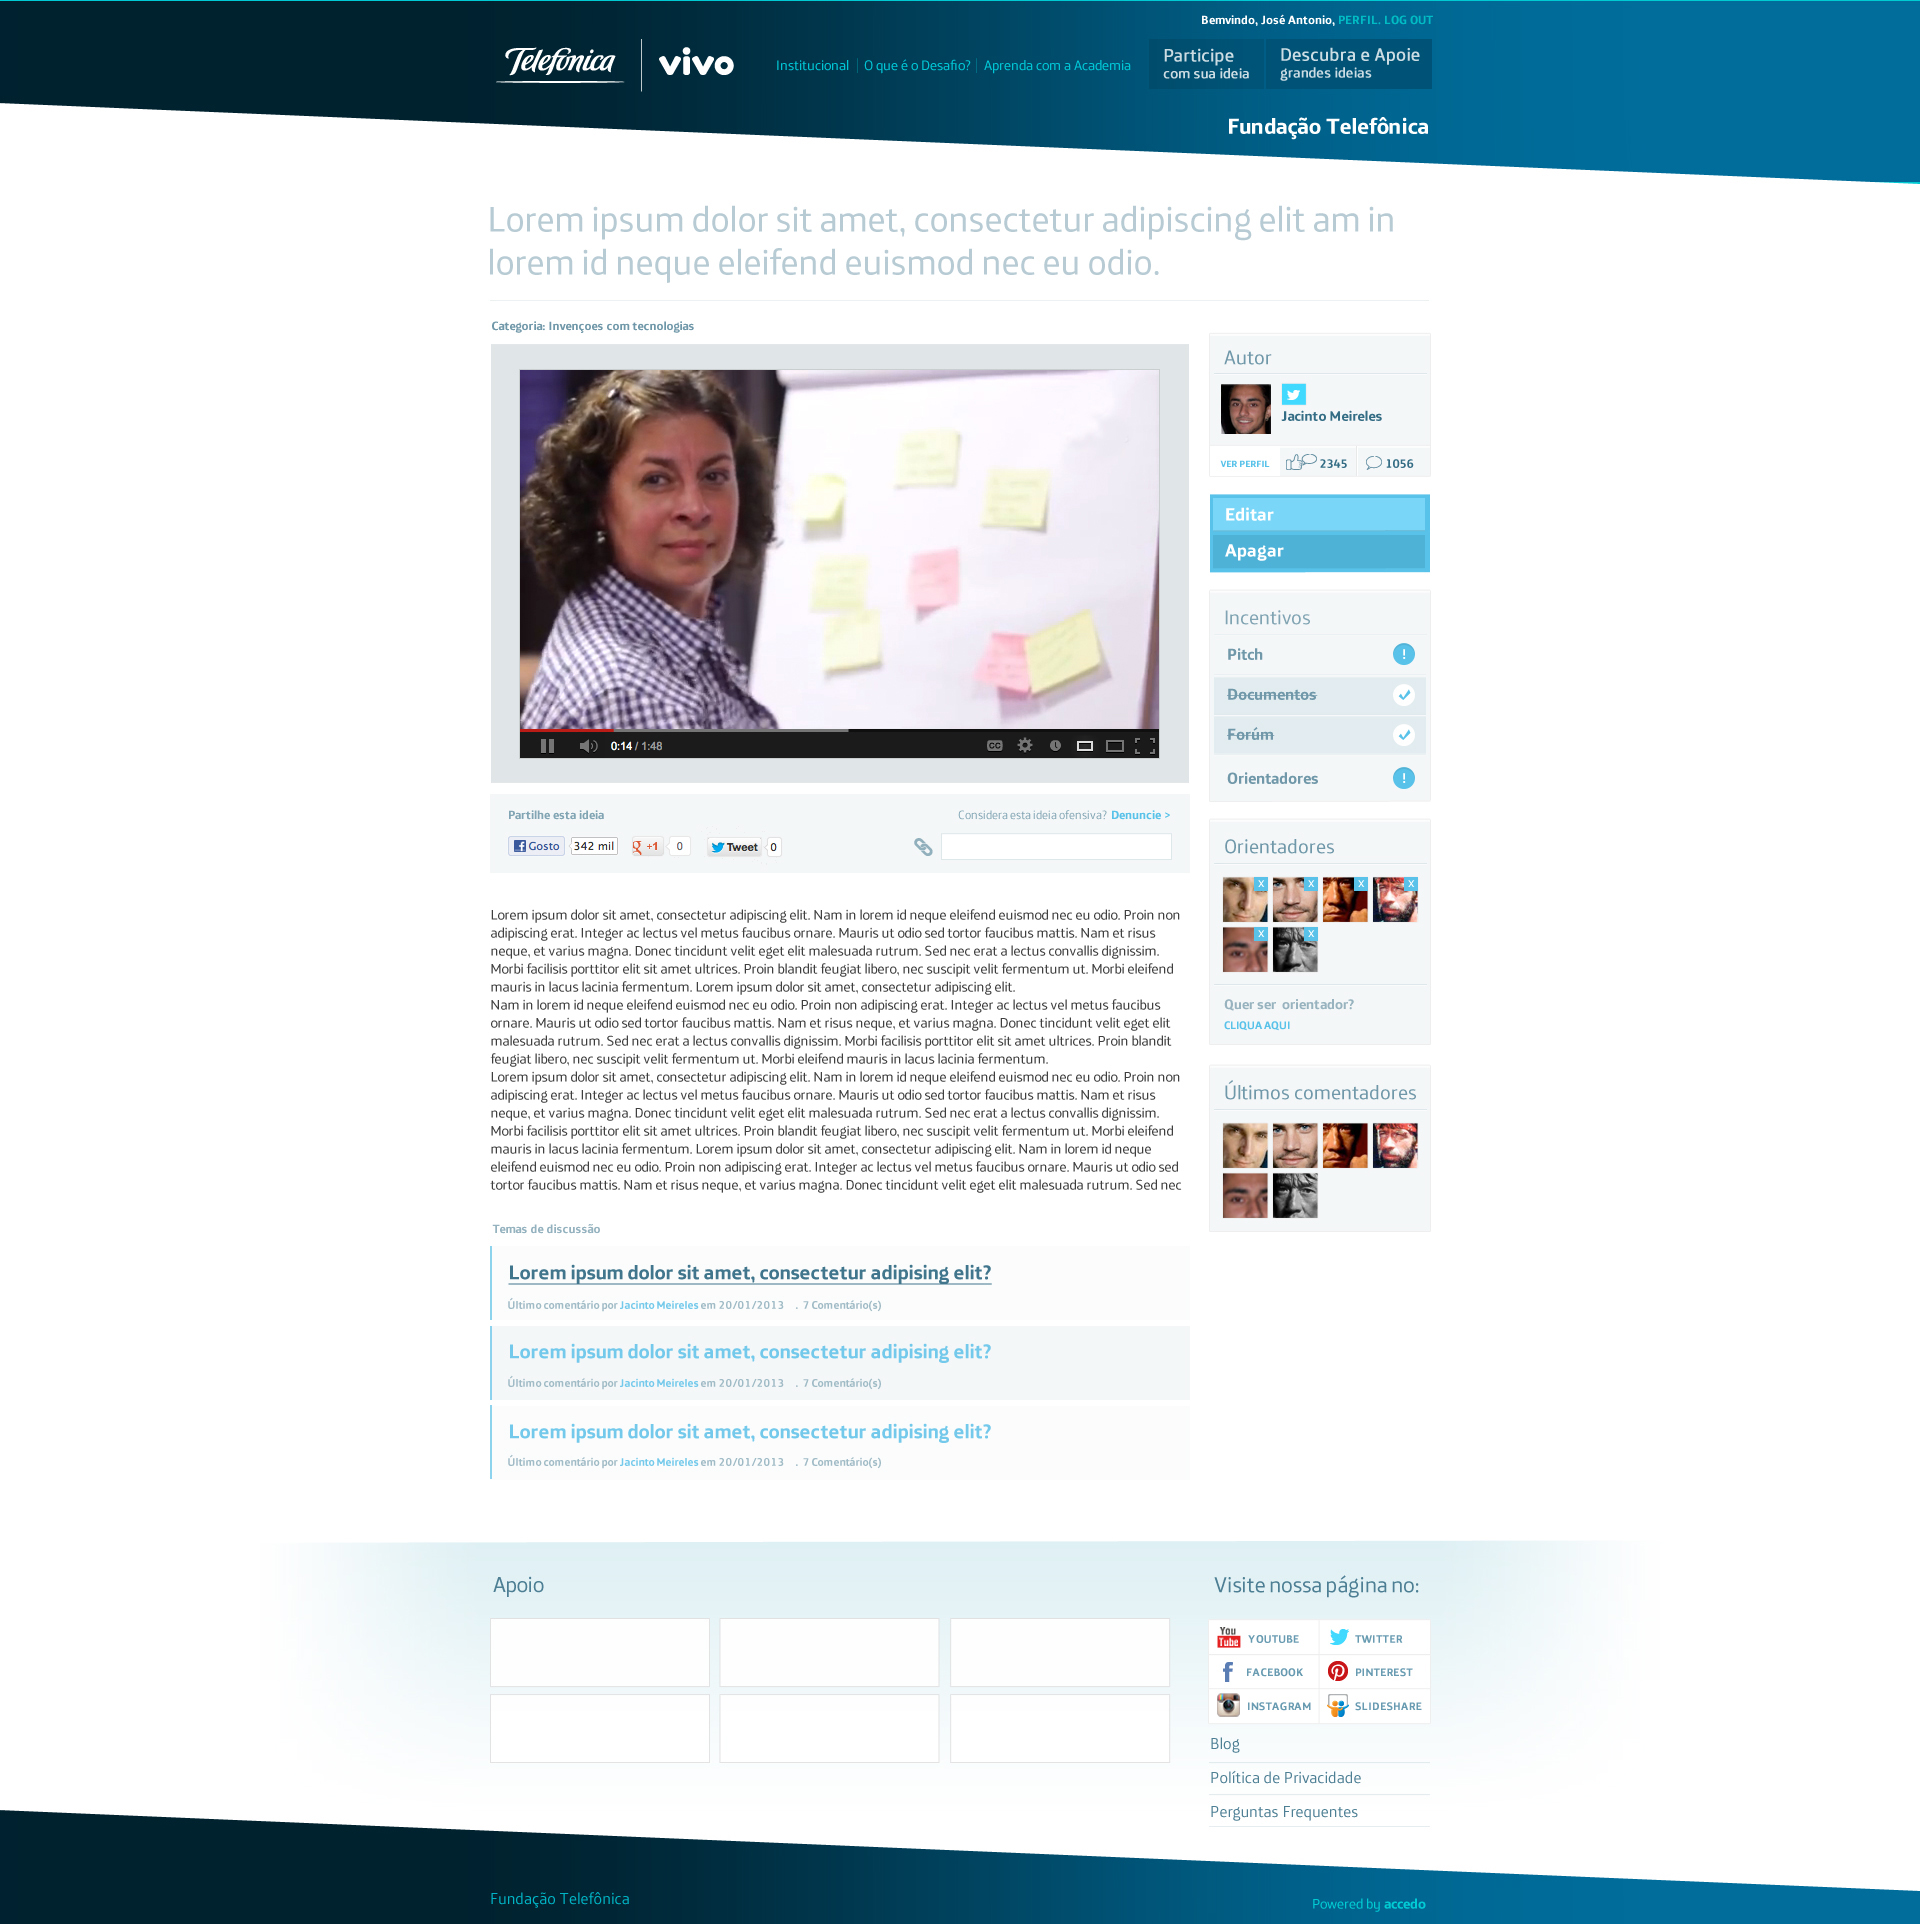 Bemvindo, José Antonio, PERFIL. LOG OUT
Telefónica
vivo
Institucional
O que é o Desafio?
Aprenda com a Academia
Participe
com sua ideia
Descubra e Apoie
grandes ideias
Fundação Telefônica
Lorem ipsum dolor sit amet, consectetur adipiscing elit am in
lorem id neque eleifend euismod nec eu odio.
Categoria: Invençoes com tecnologias
0:14 / 1:48
CC
Partilhe esta ideia
Considera esta ideia ofensiva? Denuncie >
Gosto
342 mil
+1
0
Tweet
0
Lorem ipsum dolor sit amet, consectetur adipiscing elit. Nam in lorem id neque eleifend euismod nec eu odio. Proin non
adipiscing erat. Integer ac lectus vel metus faucibus ornare. Mauris ut odio sed tortor faucibus mattis. Nam et risus
neque, et varius magna. Donec tincidunt velit eget elit malesuada rutrum. Sed nec erat a lectus convallis dignissim.
Morbi facilisis porttitor elit sit amet ultrices. Proin blandit feugiat libero, nec suscipit velit fermentum ut. Morbi eleifend
mauris in lacus lacinia fermentum. Lorem ipsum dolor sit amet, consectetur adipiscing elit.
Nam in lorem id neque eleifend euismod nec eu odio. Proin non adipiscing erat. Integer ac lectus vel metus faucibus
ornare. Mauris ut odio sed tortor faucibus mattis. Nam et risus neque, et varius magna. Donec tincidunt velit eget elit
malesuada rutrum. Sed nec erat a lectus convallis dignissim. Morbi facilisis porttitor elit sit amet ultrices. Proin blandit
feugiat libero, nec suscipit velit fermentum ut. Morbi eleifend mauris in lacus lacinia fermentum.
Lorem ipsum dolor sit amet, consectetur adipiscing elit. Nam in lorem id neque eleifend euismod nec eu odio. Proin non
adipiscing erat. Integer ac lectus vel metus faucibus ornare. Mauris ut odio sed tortor faucibus mattis. Nam et risus
neque, et varius magna. Donec tincidunt velit eget elit malesuada rutrum. Sed nec erat a lectus convallis dignissim.
Morbi facilisis porttitor elit sit amet ultrices. Proin blandit feugiat libero, nec suscipit velit fermentum ut. Morbi eleifend
mauris in lacus lacinia fermentum. Lorem ipsum dolor sit amet, consectetur adipiscing elit. Nam in lorem id neque
eleifend euismod nec eu odio. Proin non adipiscing erat. Integer ac lectus vel metus faucibus ornare. Mauris ut odio sed
tortor faucibus mattis. Nam et risus neque, et varius magna. Donec tincidunt velit eget elit malesuada rutrum. Sed nec
Temas de discussão
Lorem ipsum dolor sit amet, consectetur adipising elit?
Último comentário por Jacinto Meireles em 20/01/2013 . 7 Comentário(s)
Lorem ipsum dolor sit amet, consectetur adipising elit?
Último comentário por Jacinto Meireles em 20/01/2013 . 7 Comentário(s)
Lorem ipsum dolor sit amet, consectetur adipising elit?
Último comentário por Jacinto Meireles em 20/01/2013 . 7 Comentário(s)
Autor
Jacinto Meireles
VER PERFIL
2345
1056
Editar
Apagar
Incentivos
Pitch !
Documentos
Forúm
Orientadores !
Orientadores
X X X X
X X
Quer ser orientador?
CLIQUA AQUI
Últimos comentadores
Apoio
Visite nossa página no:
You Tube YOUTUBE
TWITTER
FACEBOOK
PINTEREST
INSTAGRAM
SLIDESHARE
Blog
Política de Privacidade
Perguntas Frequentes
Fundação Telefônica
Powered by accedo